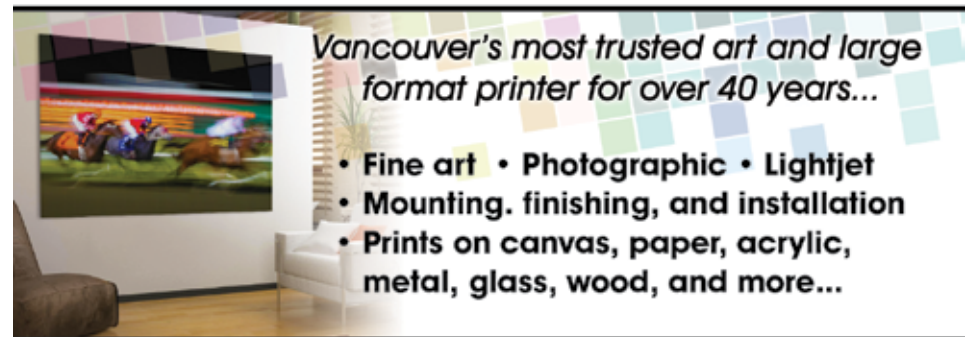 Vancouver's most trusted art and large
format printer for over 40 years...
• Fine art • Photographic • Lightjet
• Mounting. finishing, and installation
• Prints on canvas, paper, acrylic,
metal, glass, wood, and more...